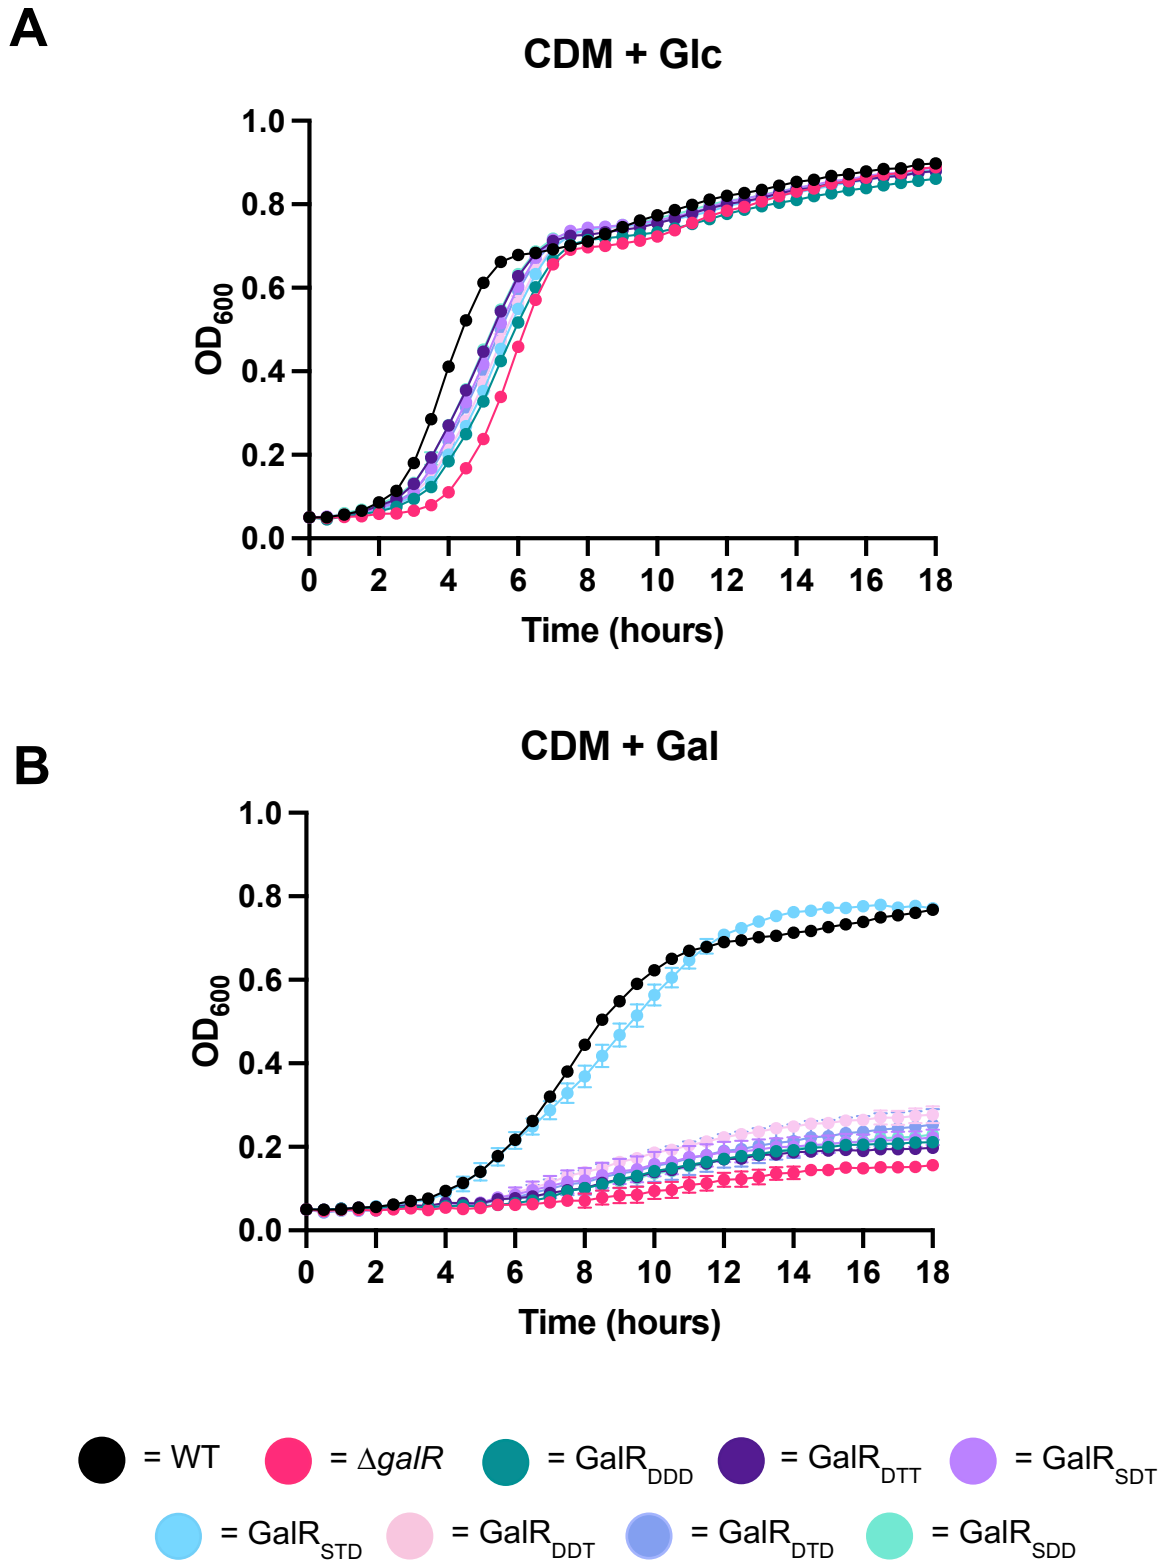 A
CDM + Glc
1.0
0.8
0.6
0.4
0.2
0.0
OD600
0 2 4 6 8 10 12 14 16 18
Time (hours)
B
CDM + Gal
1.0
0.8
0.6
0.4
0.2
0.0
OD600
0 2 4 6 8 10 12 14 16 18
Time (hours)
= WT = ΔgalR = GalRDDD = GalRDTT = GalRSDT
= GalRSTD = GalRDDT = GalRDTD = GalRSDD